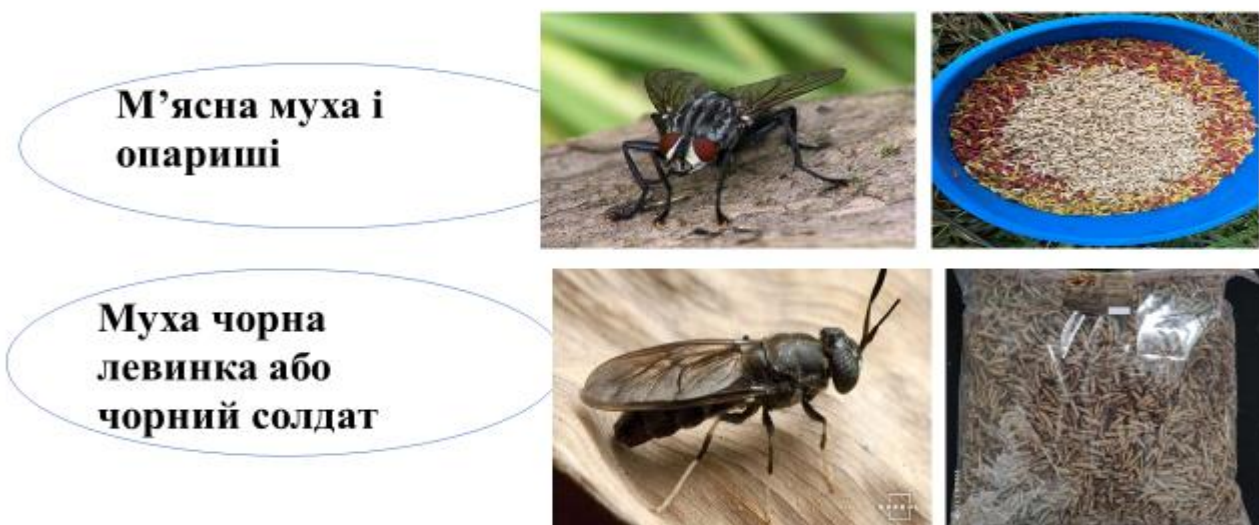 М’ясна муха і
опариші
Муха чорна
левинка або
чорний солдат